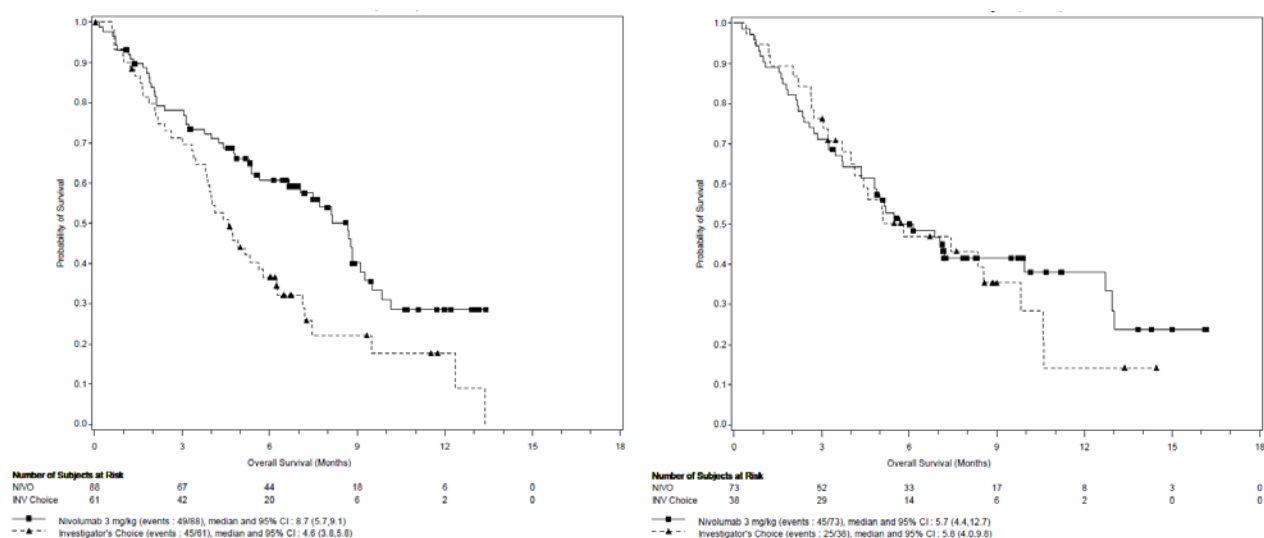 1.0
0.9
0.8
0.7
0.6
0.5
0.4
0.3
0.2
0.1
0.0
Probability of Survival
0 3 6 9 12 15 18
Overall Survival (Months)
Number of Subjects at Risk
NIVO 88 67 44 18 6 0
INV Choice 61 42 20 6 2 0
Nivolumab 3 mg/kg (events : 49/88), median and 95% CI : 8.7 (5.7,9.1)
Investigator's Choice (events : 45/61), median and 95% CI : 4.6 (3.8,5.8)
1.0
0.9
0.8
0.7
0.6
0.5
0.4
0.3
0.2
0.1
0.0
Probability of Survival
0 3 6 9 12 15 18
Overall Survival (Months)
Number of Subjects at Risk
NIVO 73 52 33 17 8 3 0
INV Choice 38 29 14 6 2 0 0
Nivolumab 3 mg/kg (events : 45/73), median and 95% CI : 5.7 (4.4,12.7)
Investigator's Choice (events : 25/38), median and 95% CI : 5.8 (4.0,9.8)